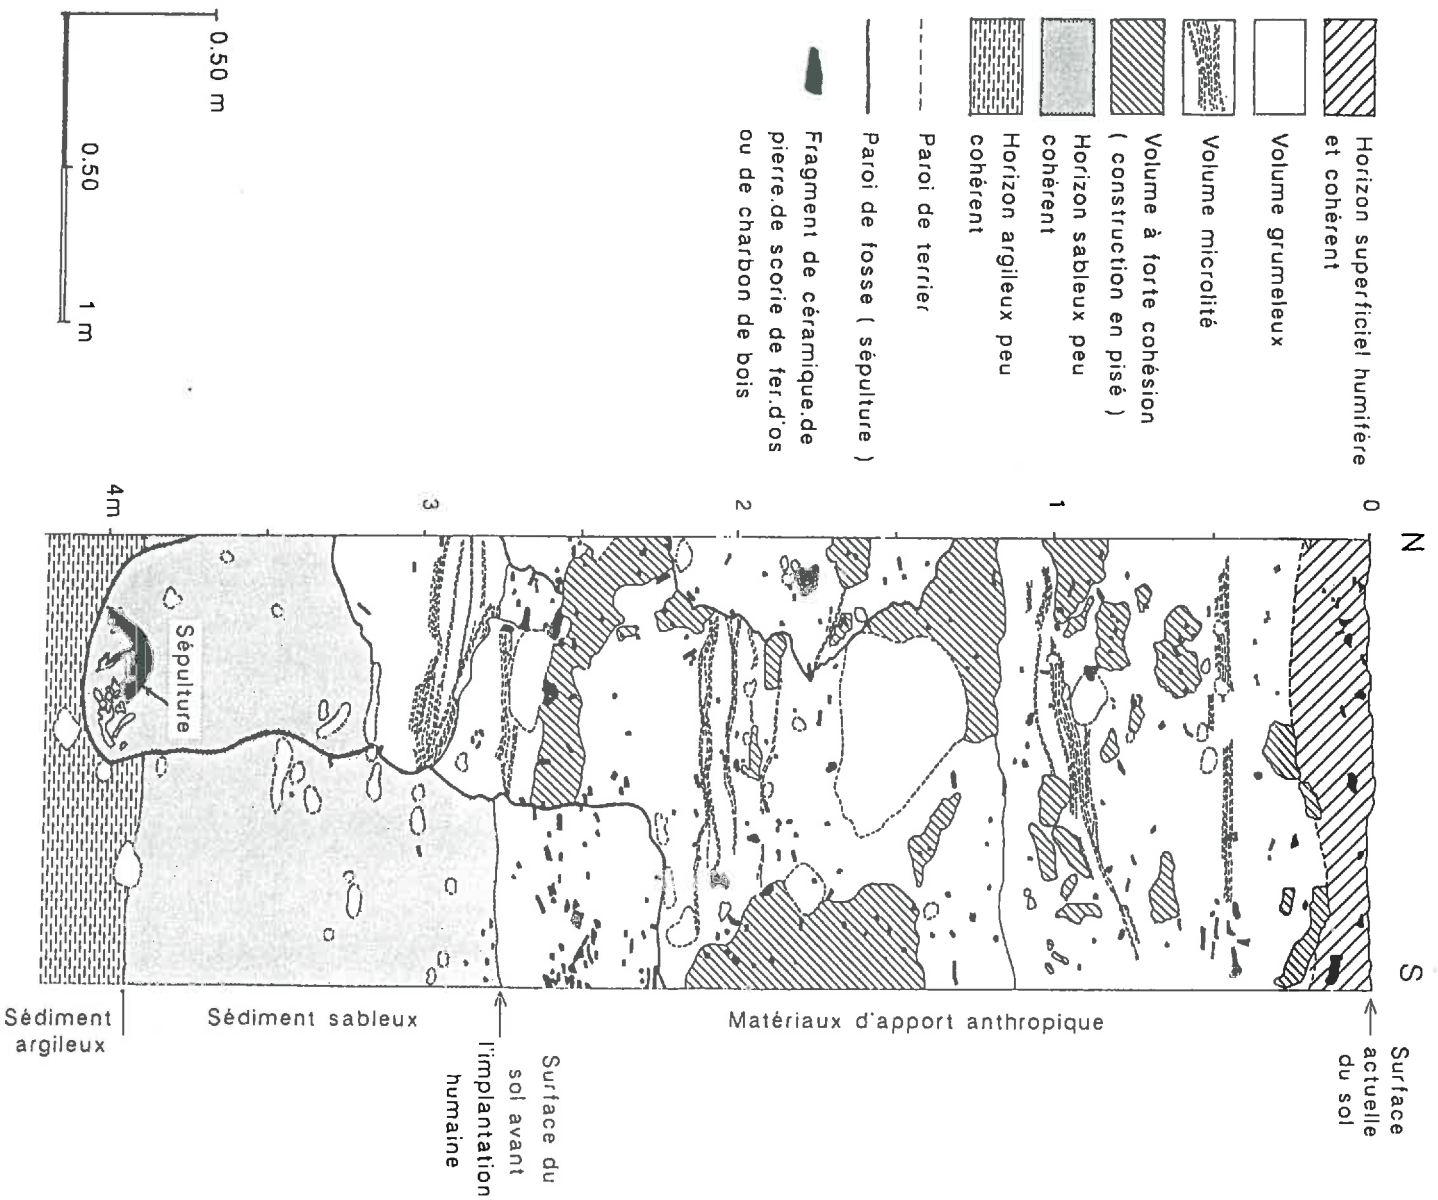 Horizon superficiel humifère
et cohérent
Volume grumeleux
Volume microlité
Volume à forte cohésion
( construction en pisé )
Horizon sableux peu
cohérent
Horizon argileux peu
cohérent
Paroi de terrier
Paroi de fosse ( sépulture )
Fragment de céramique.de
pierre.de scorie de fer.d'os
ou de charbon de bois
0.50 m
0.50
1 m
N
S
0
1
2
3
4m
Sépulture
Surface
actuelle
du sol
Matériaux d'apport anthropique
Surface du
sol avant
l'implantation
humaine
Sédiment sableux
Sédiment
argileux